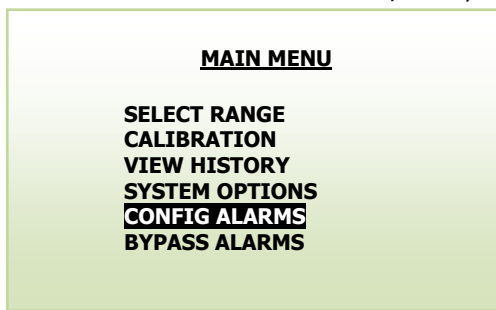 MAIN MENU
SELECT RANGE
CALIBRATION
VIEW HISTORY
SYSTEM OPTIONS
CONFIG ALARMS
BYPASS ALARMS